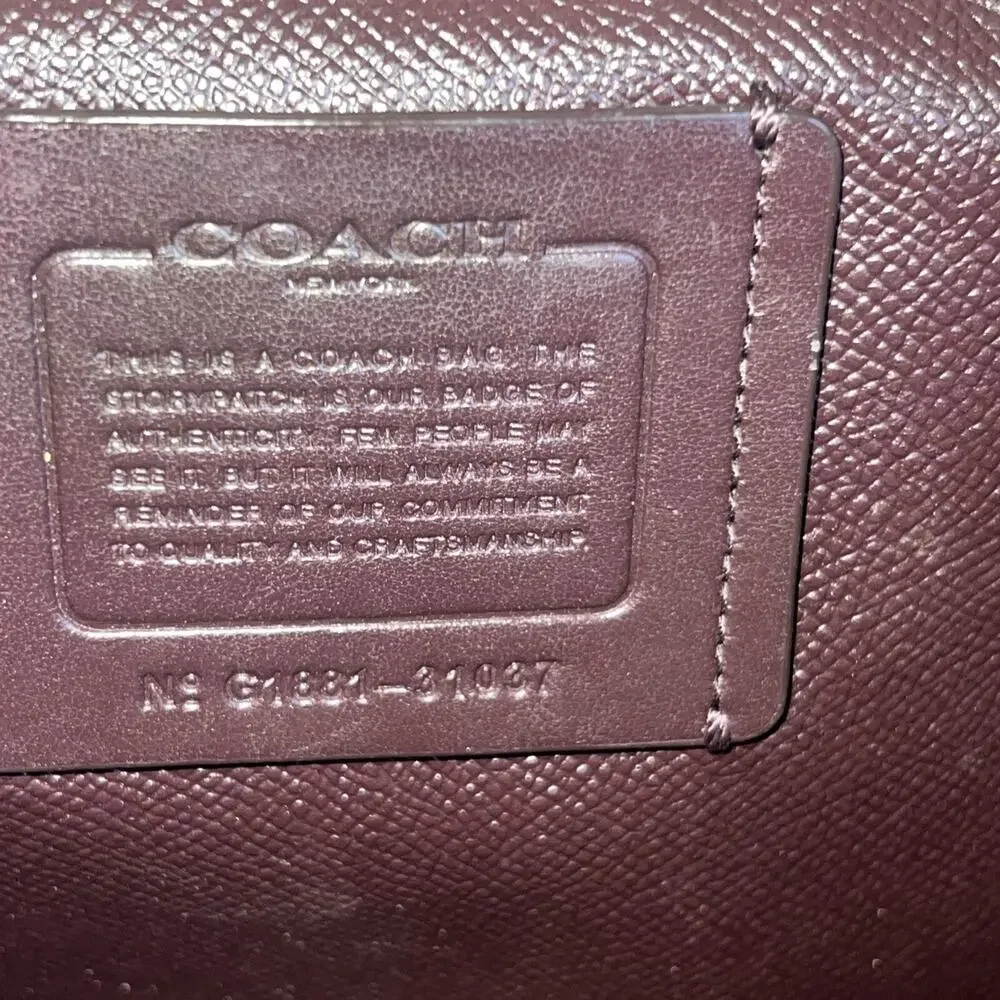 COACH
NEW YORK
THIS IS A COACH BAG. THE
STORYPATCH IS OUR BADGE OF
AUTHENTICITY. FEW PEOPLE MAY
SEE IT. BUT IT WILL ALWAYS BE A
REMINDER OF OUR COMMITMENT
TO QUALITY AND CRAFTSMANSHIP.
Nº G1881-31037